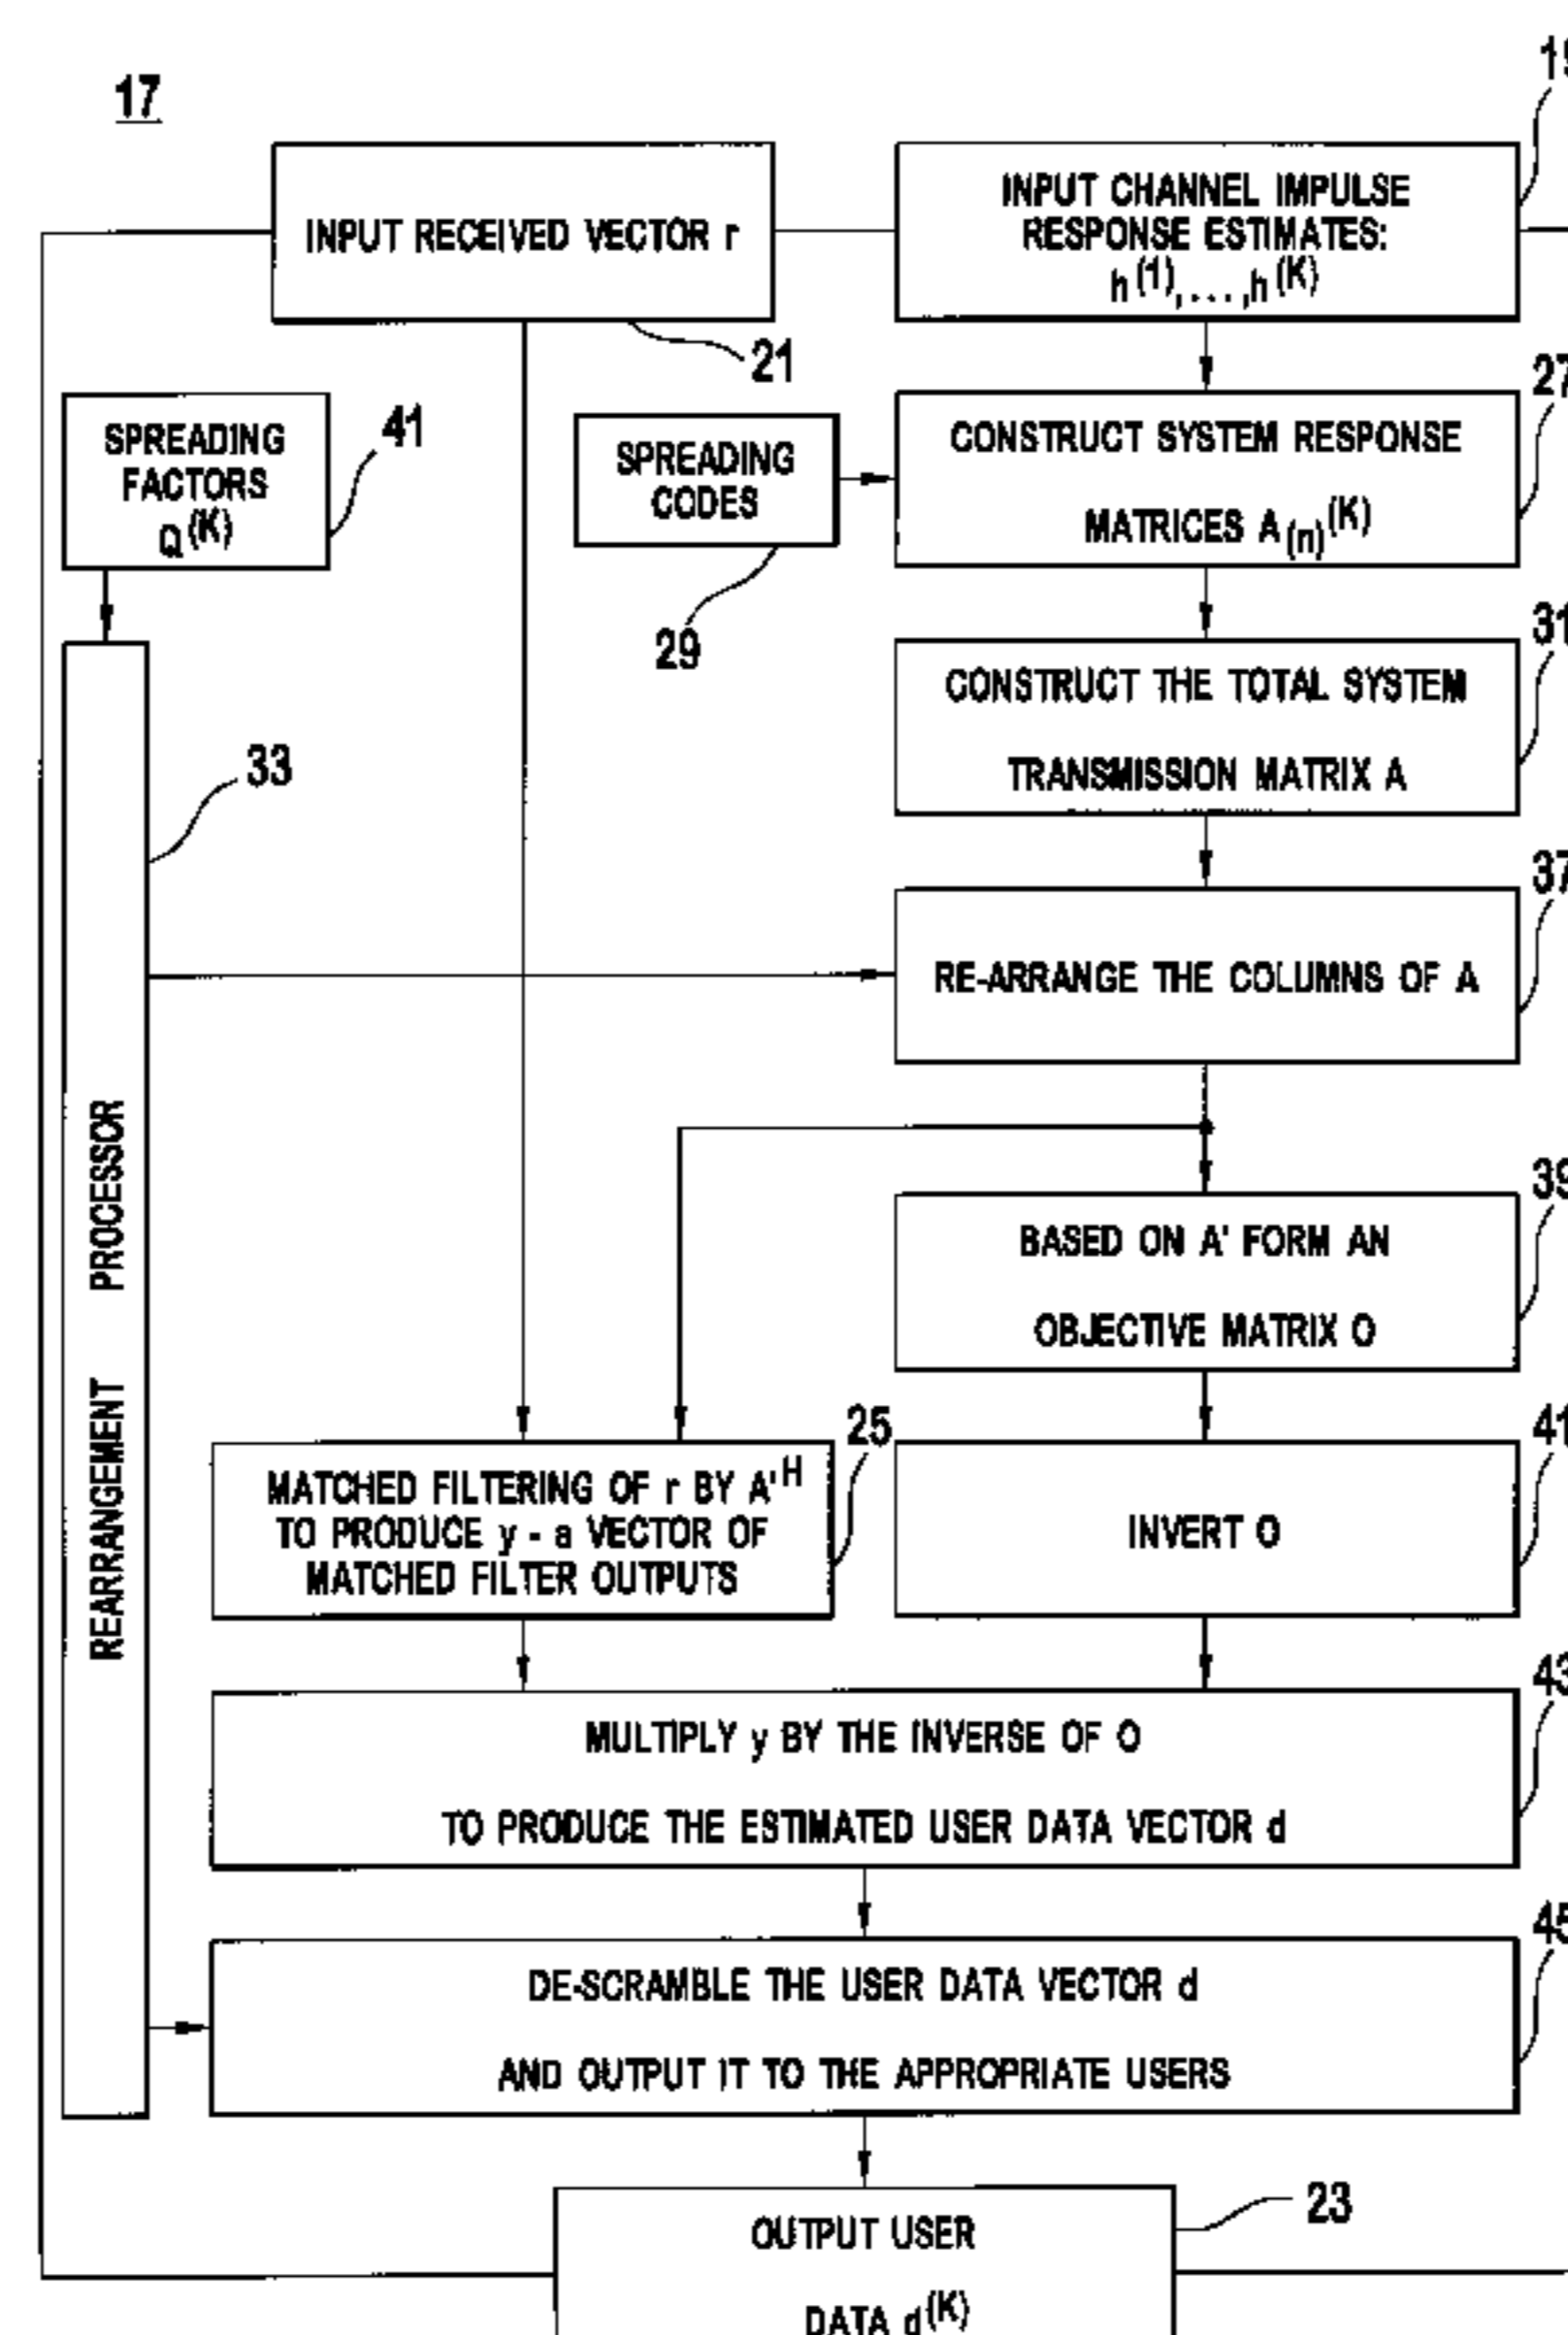 17
19
INPUT RECEIVED VECTOR r
INPUT CHANNEL IMPULSE
RESPONSE ESTIMATES:
h(1),...,h(K)
21
27
SPREADING
FACTORS
Q(K)
41
SPREADING
CODES
29
CONSTRUCT SYSTEM RESPONSE
MATRICES A(n)(K)
31
CONSTRUCT THE TOTAL SYSTEM
TRANSMISSION MATRIX A
33
37
RE-ARRANGE THE COLUMNS OF A
REARRANGEMENT PROCESSOR
39
BASED ON A' FORM AN
OBJECTIVE MATRIX O
25
41
MATCHED FILTERING OF r BY A'H
TO PRODUCE y - a VECTOR OF
MATCHED FILTER OUTPUTS
INVERT O
43
MULTIPLY y BY THE INVERSE OF O
TO PRODUCE THE ESTIMATED USER DATA VECTOR d
45
DE-SCRAMBLE THE USER DATA VECTOR d
AND OUTPUT IT TO THE APPROPRIATE USERS
23
OUTPUT USER
DATA d(K)